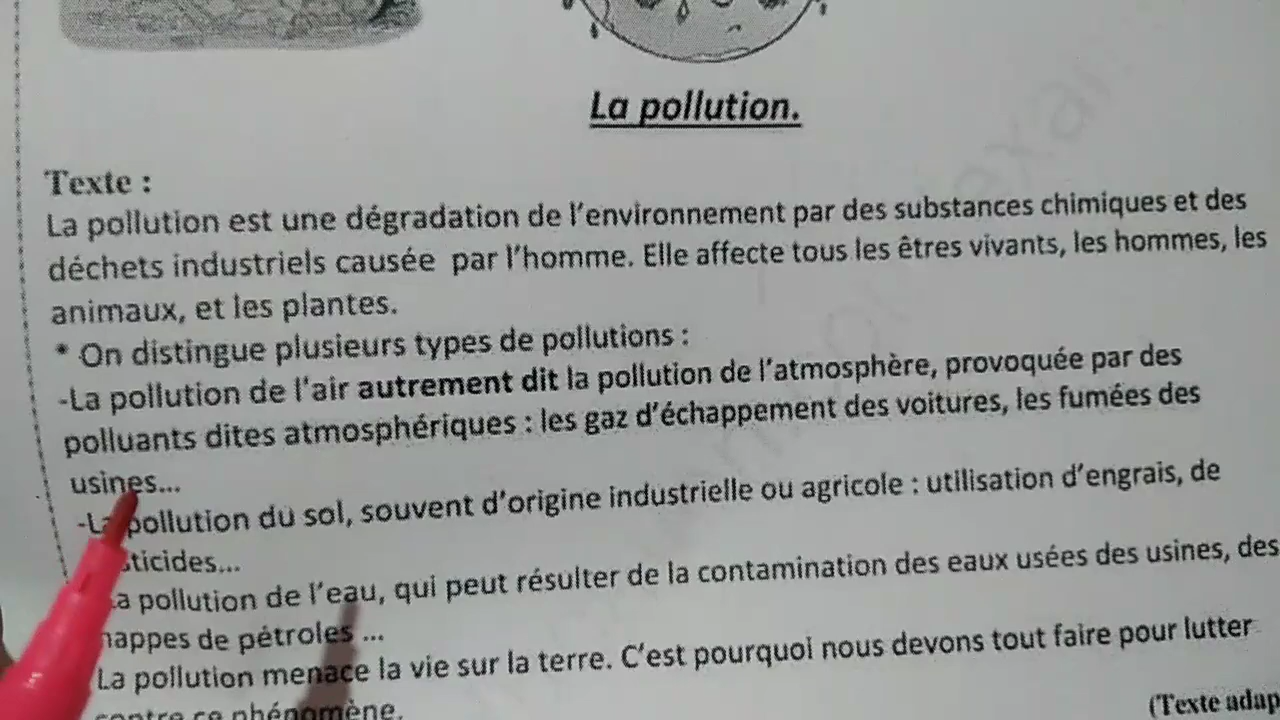 La pollution.
Texte :
La pollution est une dégradation de l'environnement par des substances chimiques et des
déchets industriels causée par l'homme. Elle affecte tous les êtres vivants, les hommes, les
animaux, et les plantes.
* On distingue plusieurs types de pollutions :
-La pollution de l'air autrement dit la pollution de l'atmosphère, provoquée par des
polluants dites atmosphériques : les gaz d'échappement des voitures, les fumées des
usines...
-La pollution du sol, souvent d'origine industrielle ou agricole : utilisation d'engrais, de
ticides...
a pollution de l'eau, qui peut résulter de la contamination des eaux usées des usines, des
nappes de pétroles ...
La pollution menace la vie sur la terre. C'est pourquoi nous devons tout faire pour lutter
contre ce phénomène.
(Texte adap